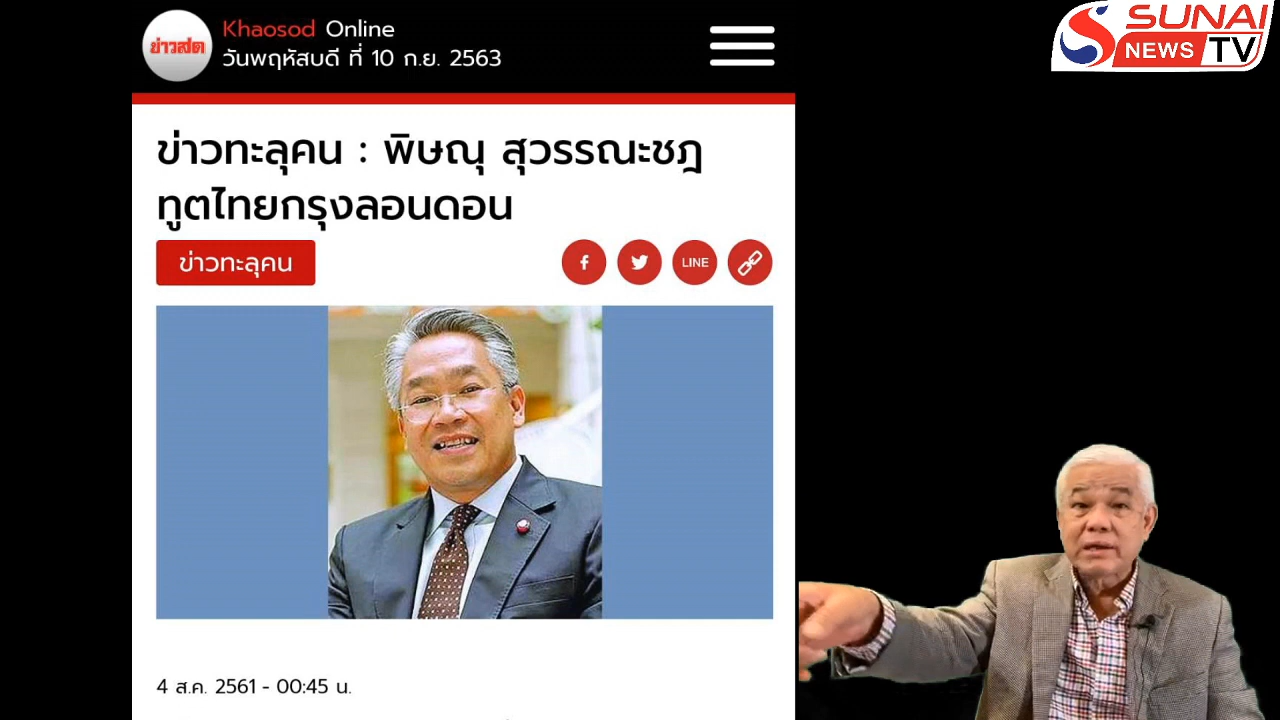 ข่าวสด
Khaosod Online
วันพฤหัสบดี ที่ 10 ก.ย. 2563
SUNAI
NEWS TV
ข่าวทะลุคน : พิษณุ สุวรรณะชฎ
ทูตไทยกรุงลอนดอน
ข่าวทะลุคน
LINE
4 ส.ค. 2561 - 00:45 น.